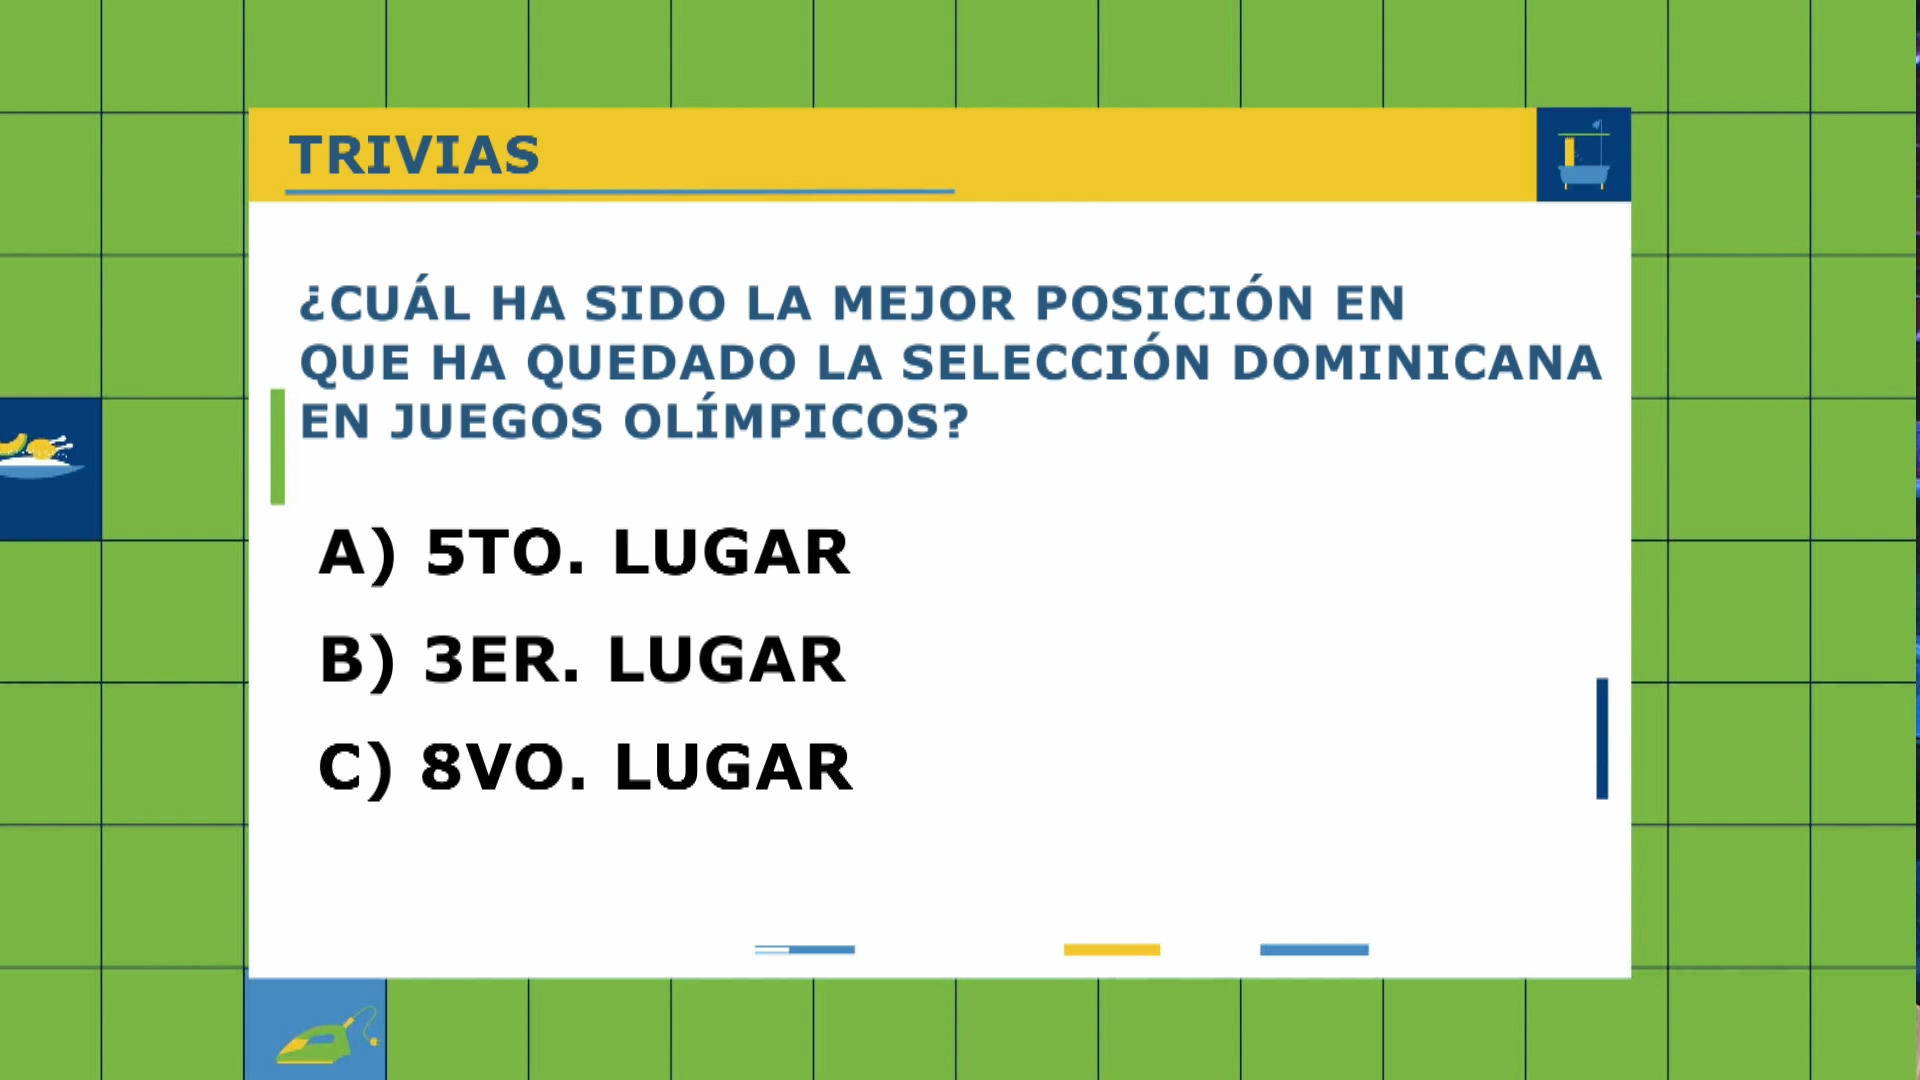 TRIVIAS
¿CUÁL HA SIDO LA MEJOR POSICIÓN EN
QUE HA QUEDADO LA SELECCIÓN DOMINICANA
EN JUEGOS OLÍMPICOS?
A) 5TO. LUGAR
B) 3ER. LUGAR
C) 8VO. LUGAR